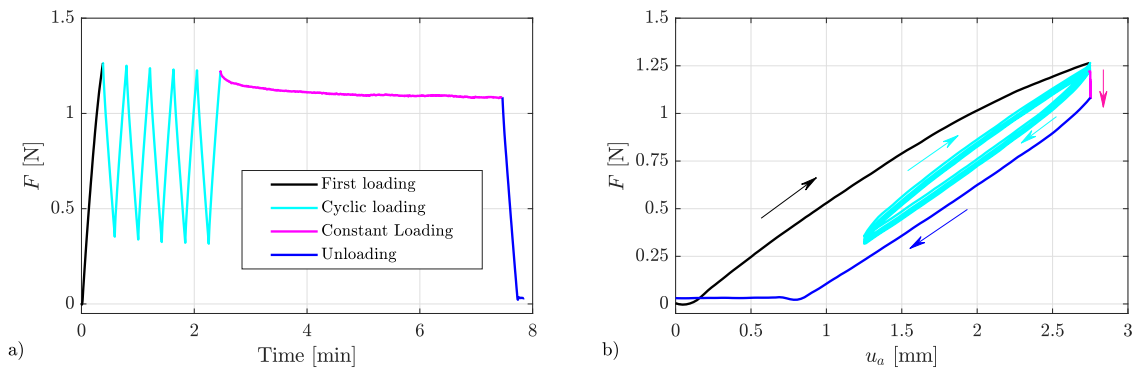 1.5
1
0.5
0
F [N]
0 2 4 6 8
Time [min]
First loading
Cyclic loading
Constant Loading
Unloading
a)
1.5
1.25
1
0.75
0.5
0.25
0
F [N]
0 0.5 1 1.5 2 2.5 3
u_a [mm]
b)